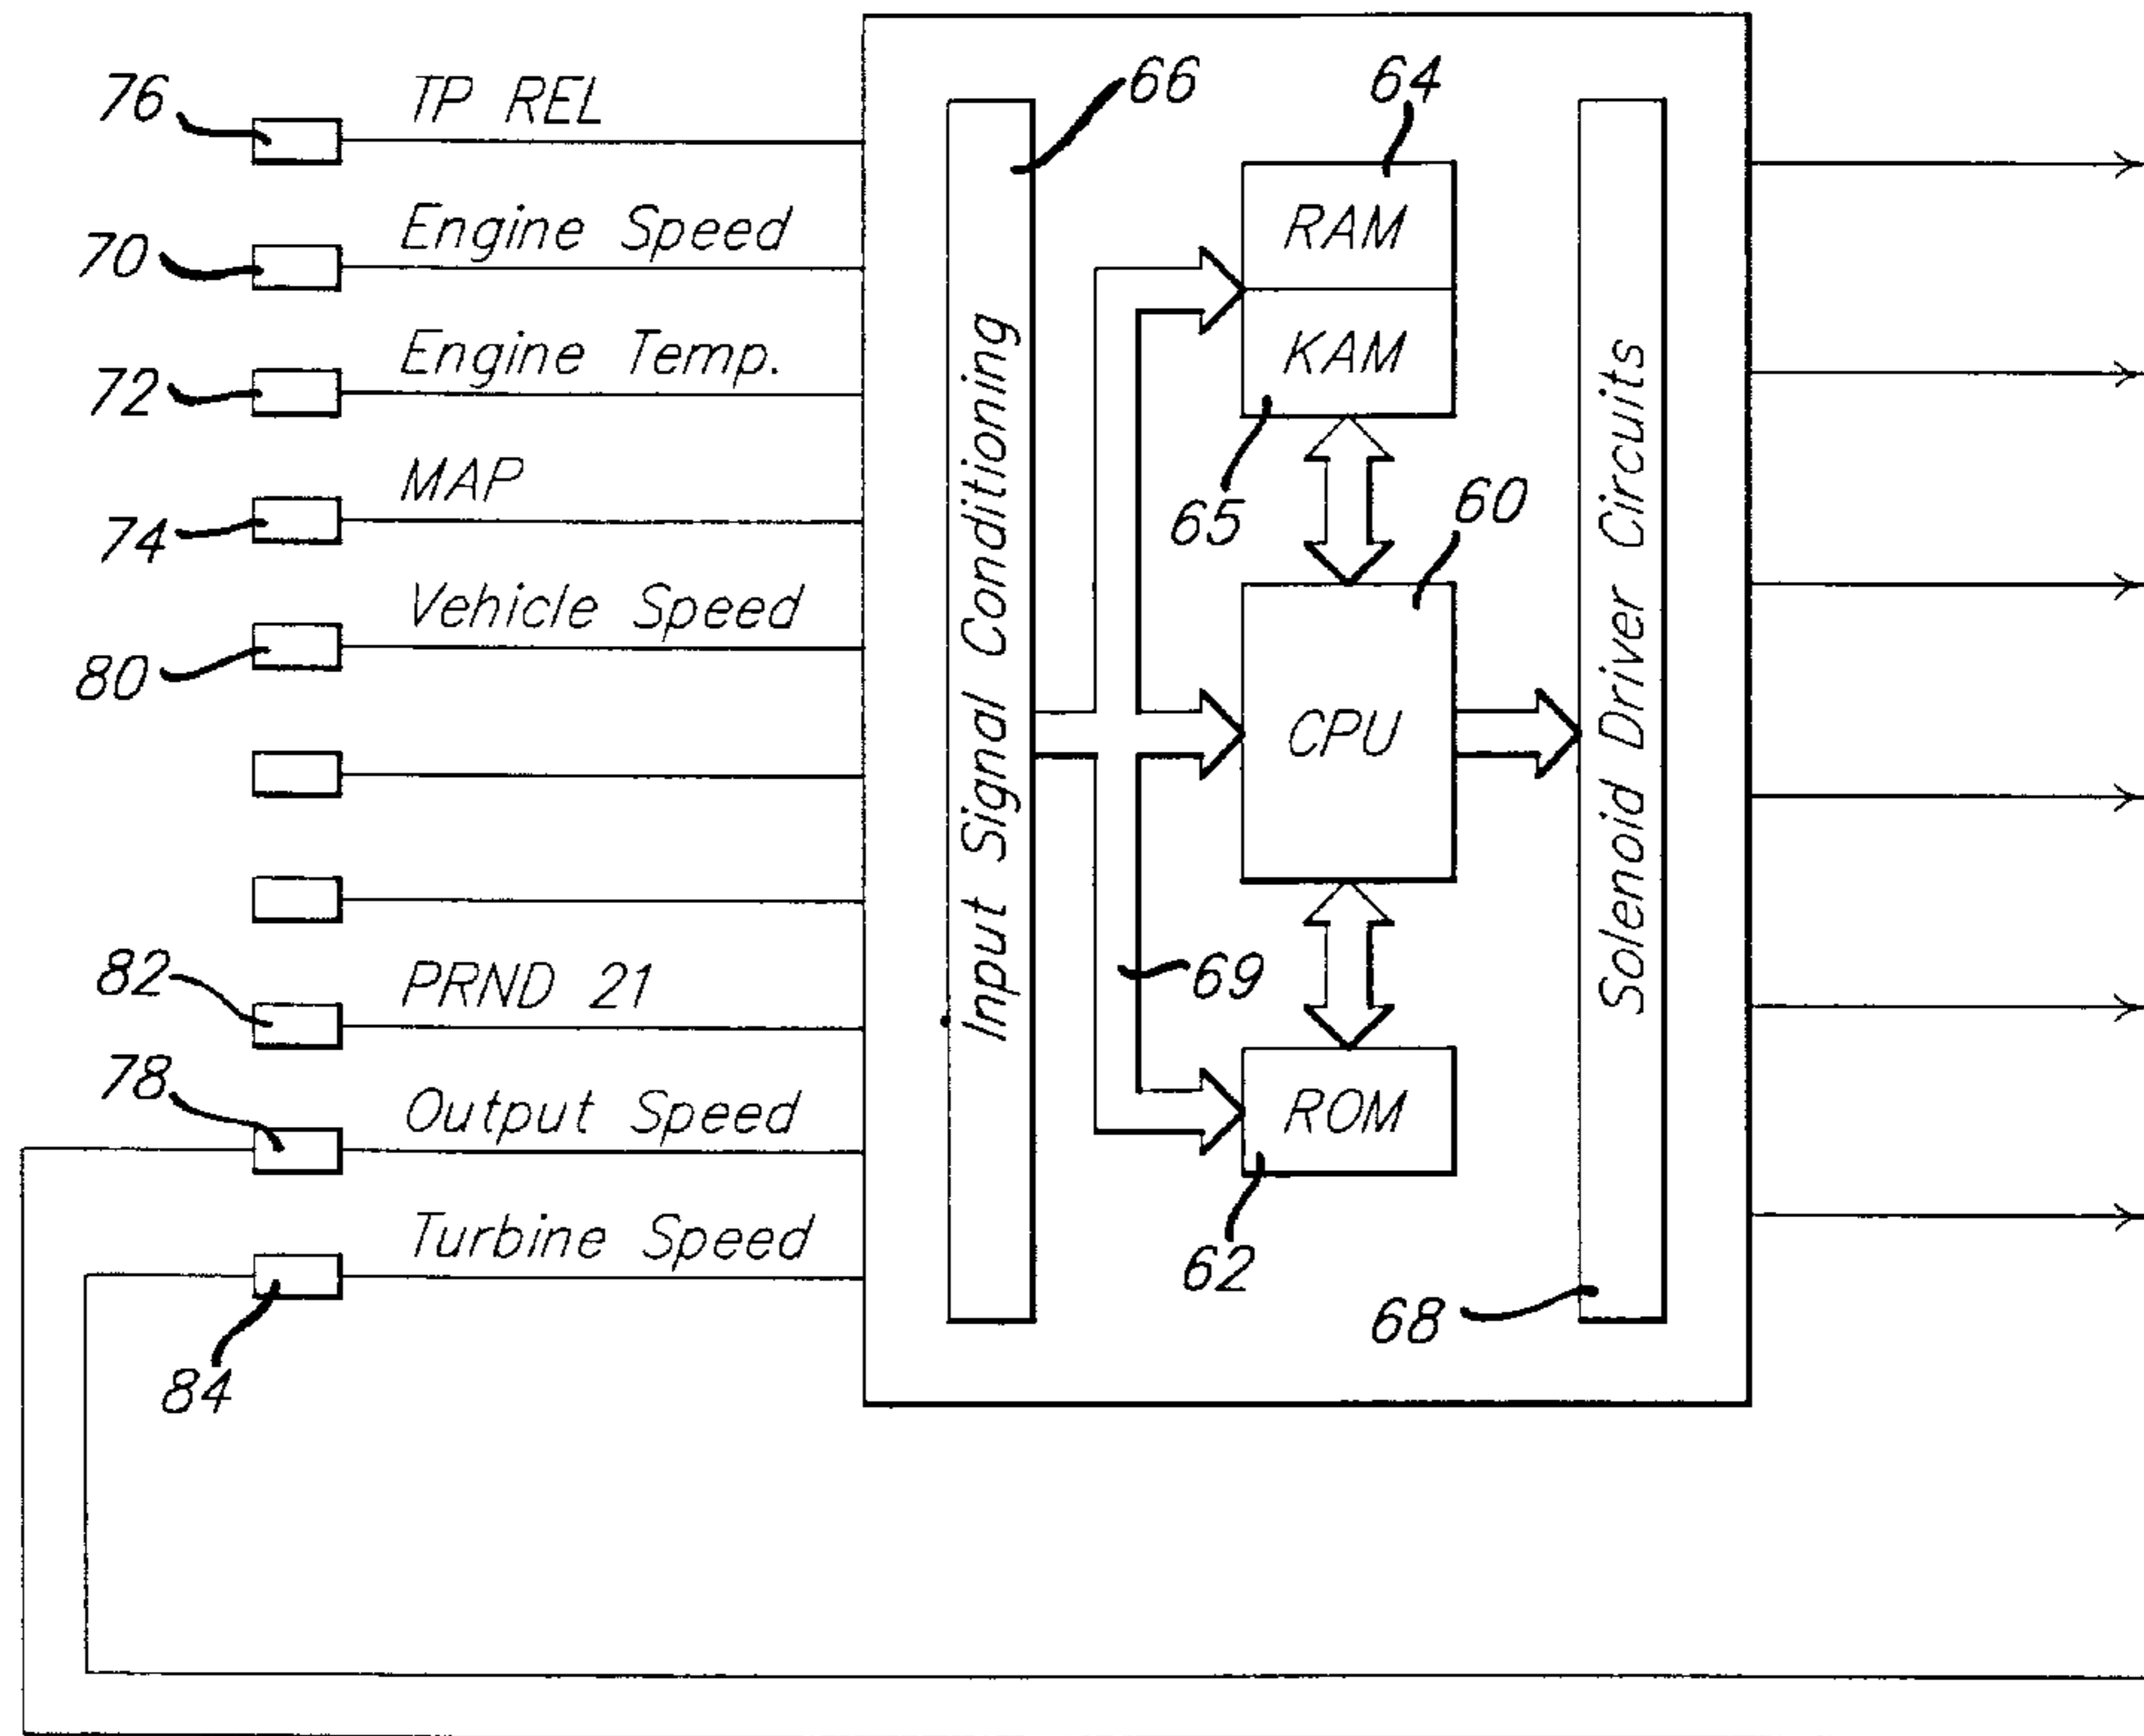 76
TP REL
70
Engine Speed
72
Engine Temp.
74
MAP
80
Vehicle Speed
82
PRND 21
78
Output Speed
84
Turbine Speed
66
Input Signal Conditioning
64
RAM
KAM
65
60
CPU
69
ROM
62
Solenoid Driver Circuits
68